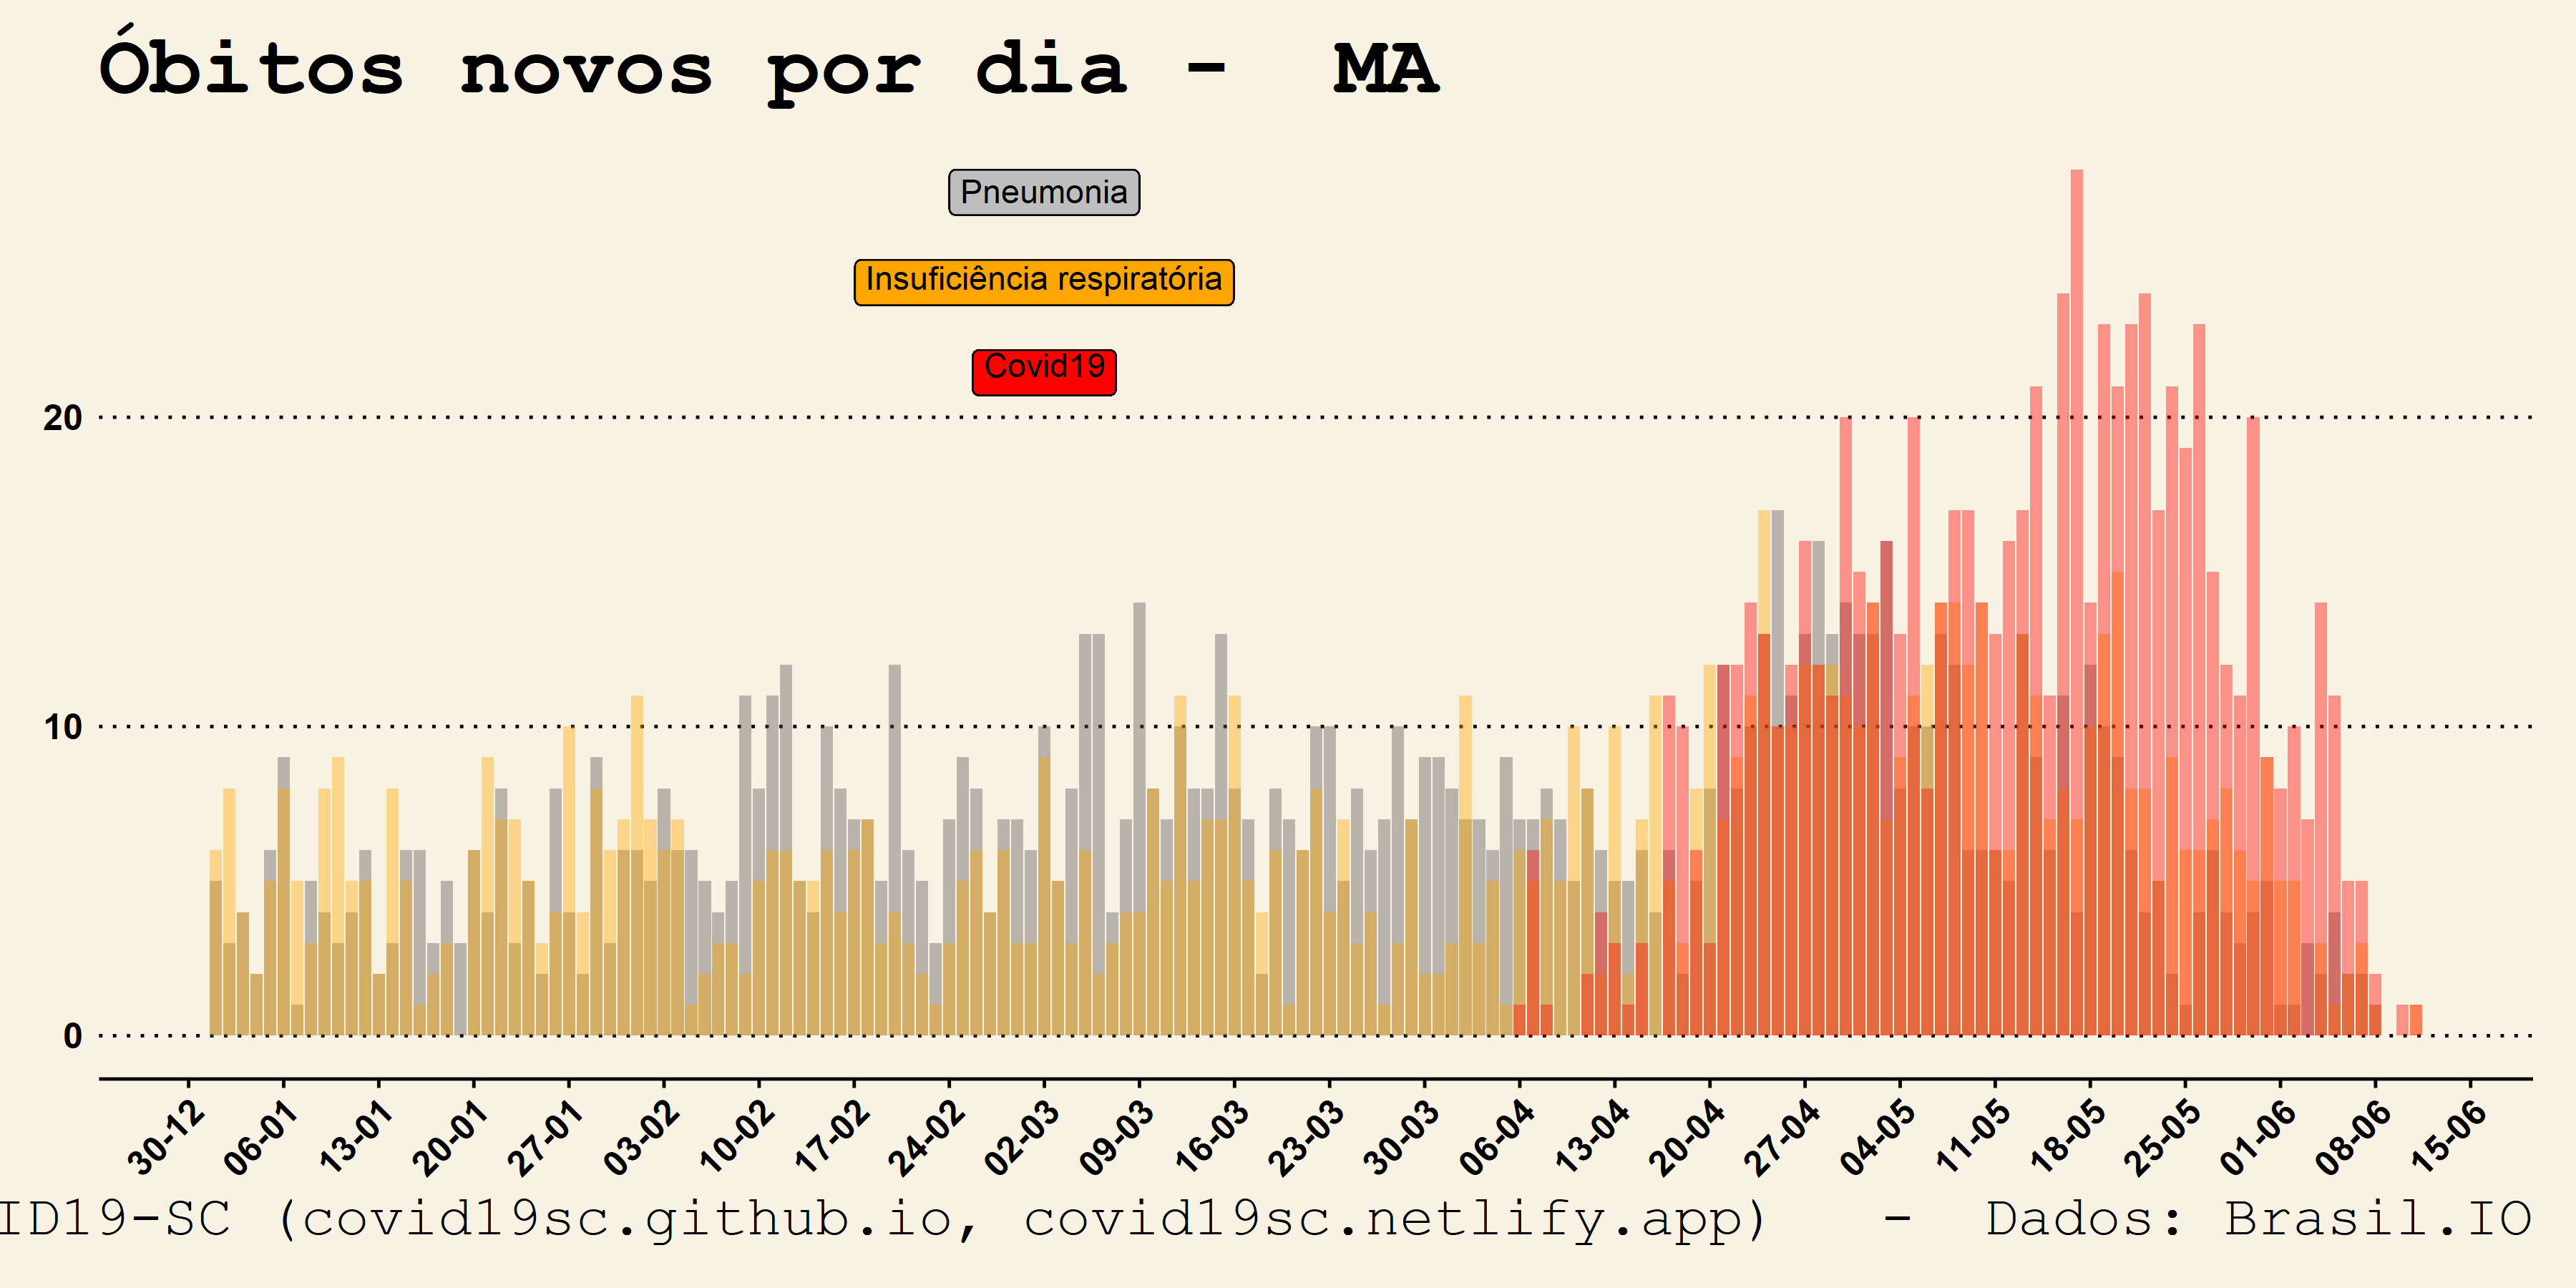 Óbitos novos por dia - MA
Pneumonia
Insuficiência respiratória
Covid19
20
10
0
30-12 06-01 13-01 20-01 27-01 03-02 10-02 17-02 24-02 02-03 09-03 16-03 23-03 30-03 06-04 13-04 20-04 27-04 04-05 11-05 18-05 25-05 01-06 08-06 15-06
ID19-SC (covid19sc.github.io, covid19sc.netlify.app) - Dados: Brasil.IO